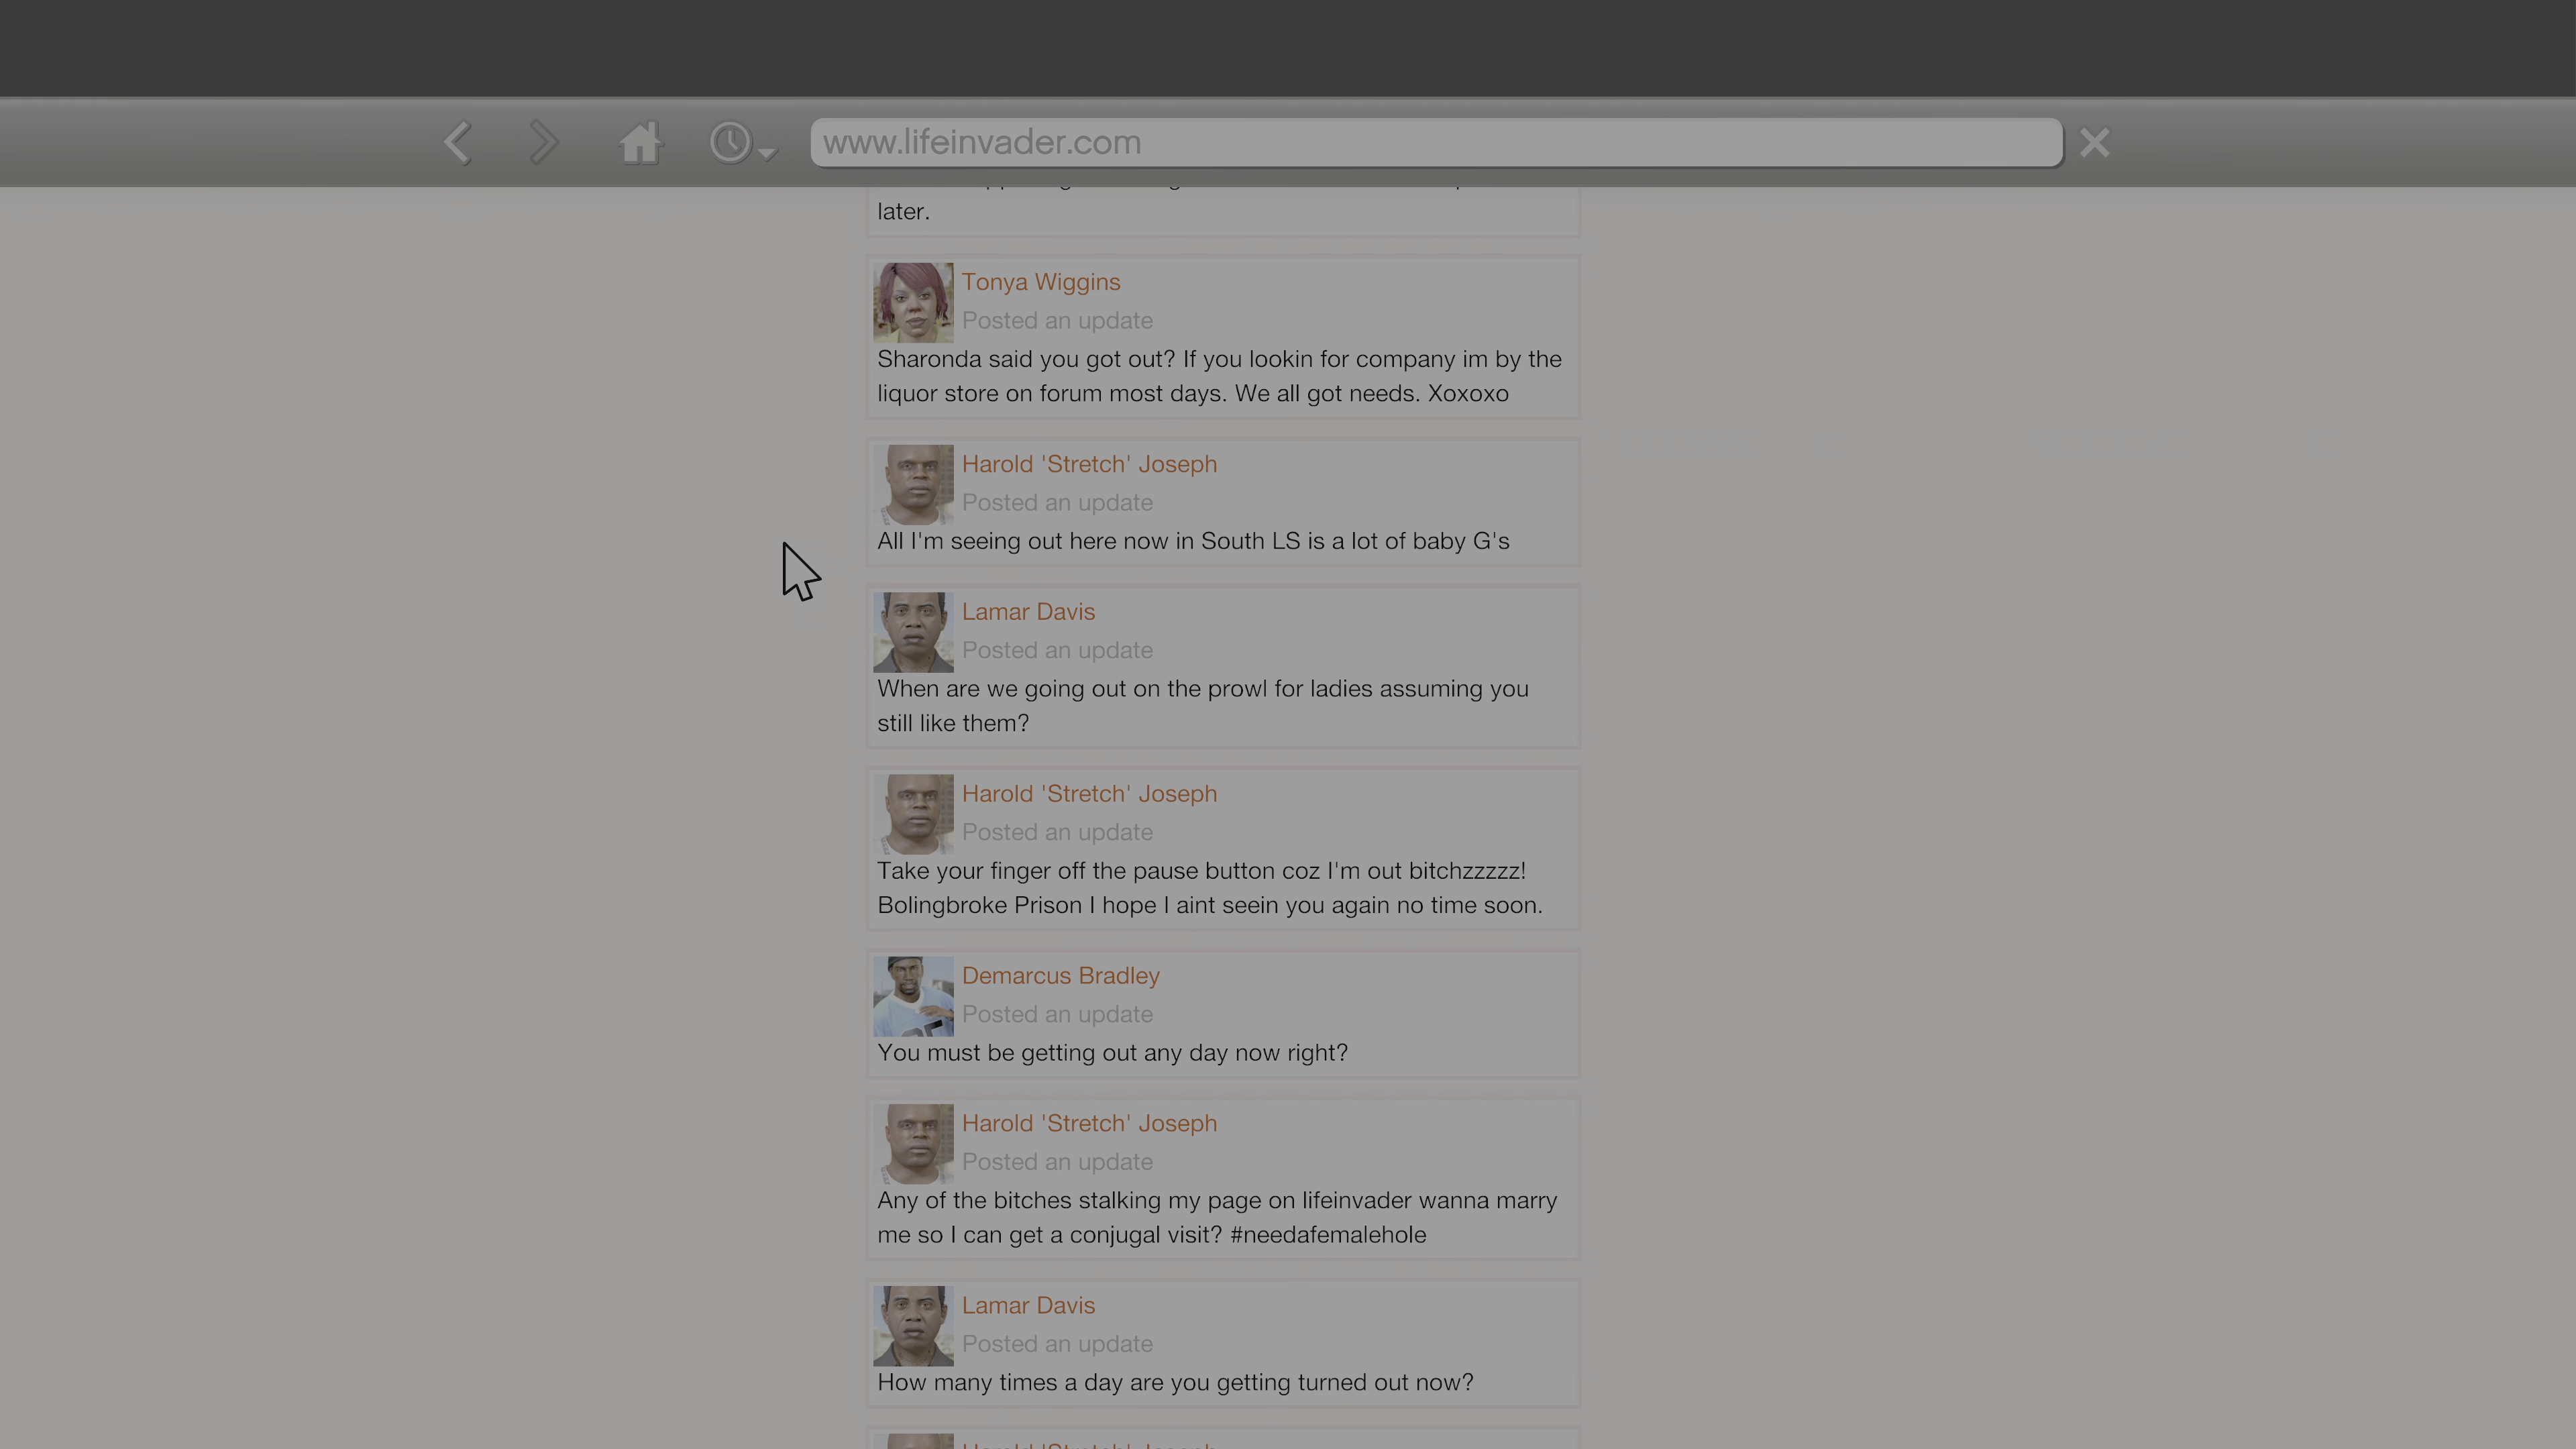 www.lifeinvader.com
later.
Tonya Wiggins
Posted an update
Sharonda said you got out? If you lookin for company im by the
liquor store on forum most days. We all got needs. Xoxoxo
Harold 'Stretch' Joseph
Posted an update
All I'm seeing out here now in South LS is a lot of baby G's
Lamar Davis
Posted an update
When are we going out on the prowl for ladies assuming you
still like them?
Harold 'Stretch' Joseph
Posted an update
Take your finger off the pause button coz I'm out bitchzzzzz!
Bolingbroke Prison I hope I aint seein you again no time soon.
Demarcus Bradley
Posted an update
You must be getting out any day now right?
Harold 'Stretch' Joseph
Posted an update
Any of the bitches stalking my page on lifeinvader wanna marry
me so I can get a conjugal visit? #needafemalehole
Lamar Davis
Posted an update
How many times a day are you getting turned out now?